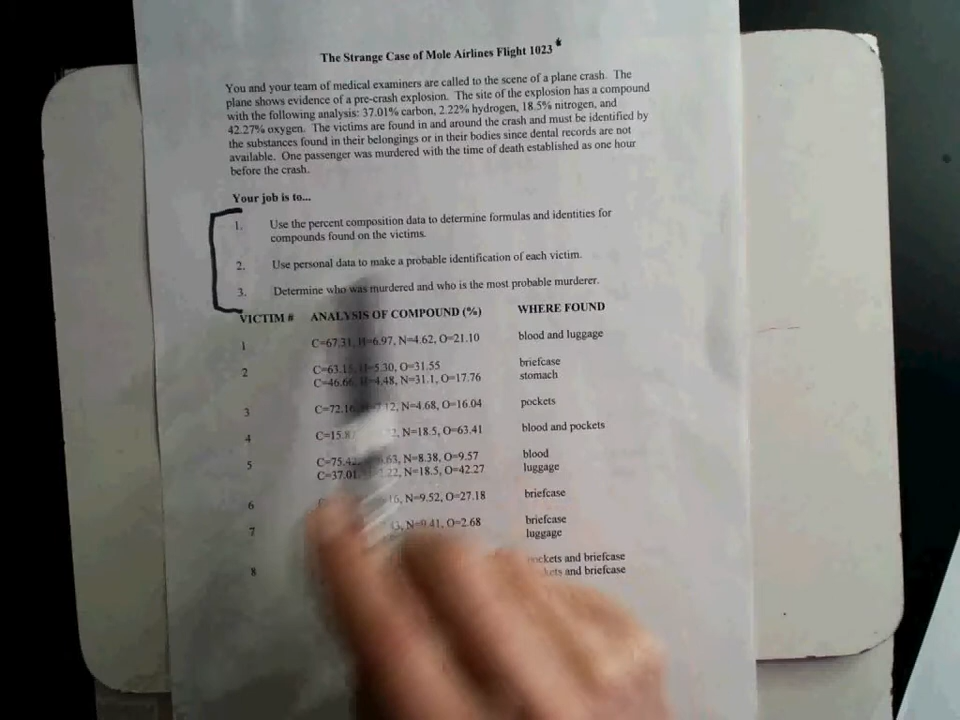 The Strange Case of Mole Airlines Flight 1023
You and your team of medical examiners are called to the scene of a plane crash. The
plane shows evidence of a pre-crash explosion. The site of the explosion has a compound
with the following analysis: 37.01% carbon, 2.22% hydrogen, 18.5% nitrogen, and
42.27% oxygen. The victims are found in and around the crash and must be identified by
the substances found in their belongings or in their bodies since dental records are not
available. One passenger was murdered with the time of death established as one hour
before the crash.
Your job is to...
1. Use the percent composition data to determine formulas and identities for
compounds found on the victims.
2. Use personal data to make a probable identification of each victim.
3. Determine who was murdered and who is the most probable murderer.
VICTIM # ANALYSIS OF COMPOUND (%) WHERE FOUND
1 C=67.31, H=6.97, N=4.62, O=21.10 blood and luggage
2 C=63.15, H=5.30, O=31.55 briefcase
C=46.66, H=4.48, N=31.1, O=17.76 stomach
3 N=4.68, O=16.04 pockets
4 N=18.5, O=63.41 blood and pockets
5 N=8.38, O=9.57 blood
C=37.01, N=18.5, O=42.27 luggage
6 N=9.52, O=27.18 briefcase
7 N=9.41, O=2.68 briefcase
luggage
8 and briefcase
and briefcase